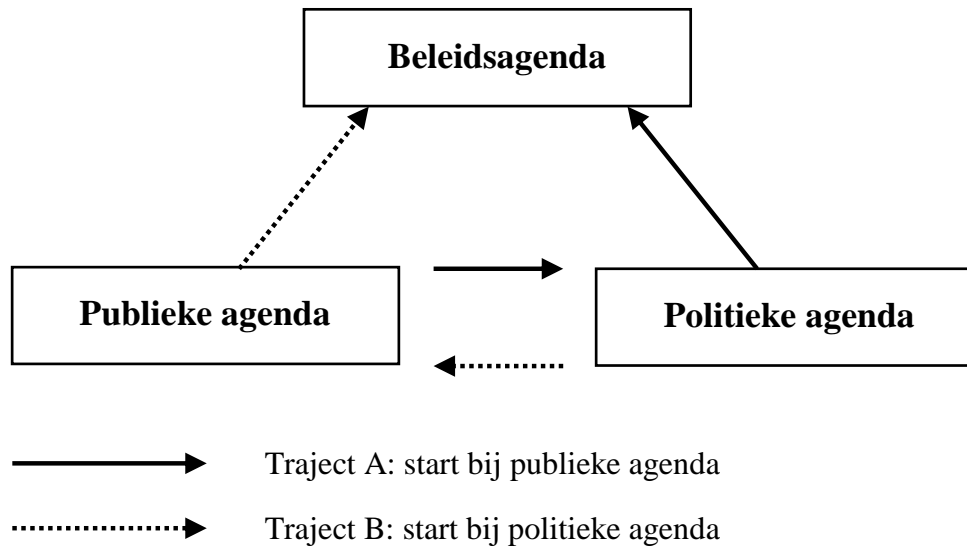 Beleidsagenda
Publieke agenda
Politieke agenda
Traject A: start bij publieke agenda
Traject B: start bij politieke agenda